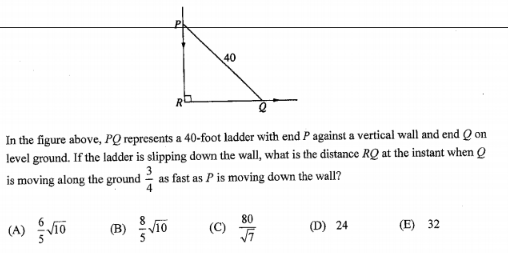 P
40
R
Q
In the figure above, PQ represents a 40-foot ladder with end P against a vertical wall and end Q on
level ground. If the ladder is slipping down the wall, what is the distance RQ at the instant when Q
is moving along the ground 3/4 as fast as P is moving down the wall?
(A) 6/5 √10 (B) 8/5 √10 (C) 80/√7 (D) 24 (E) 32